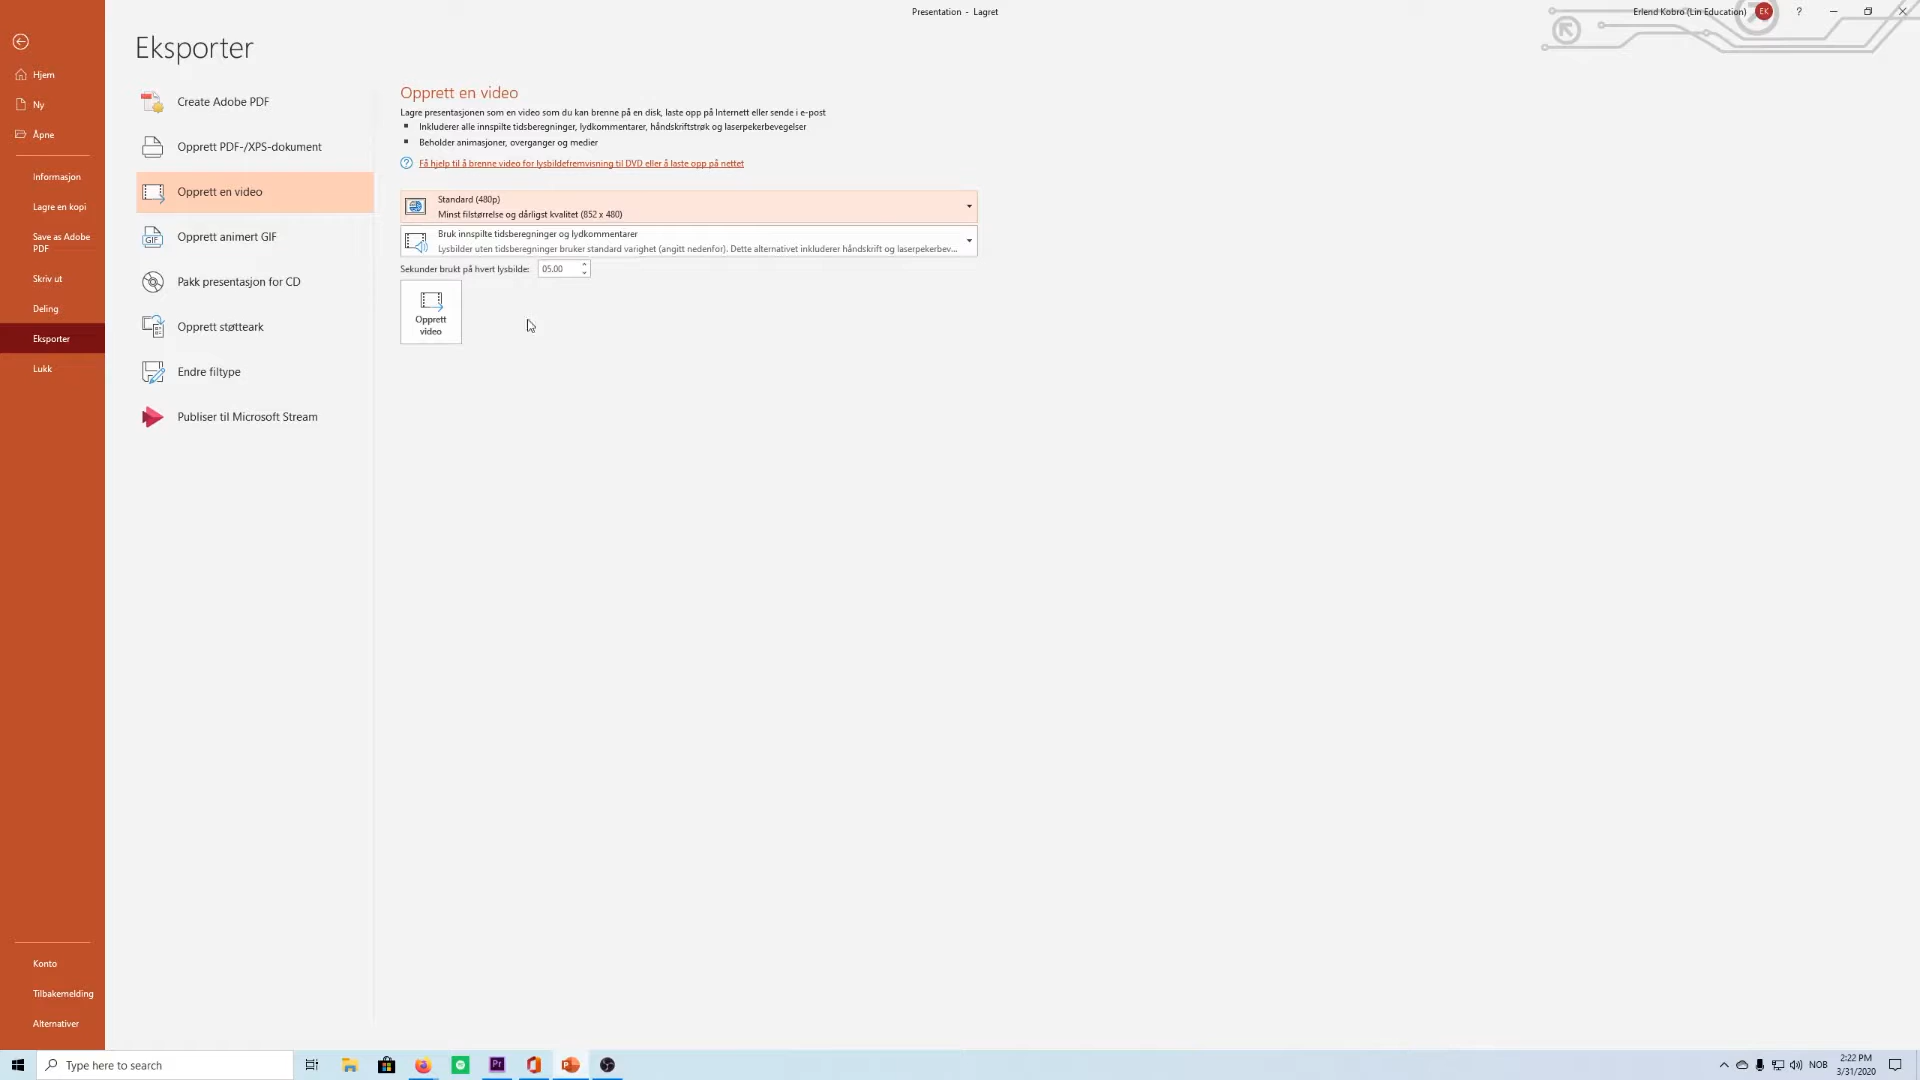 Presentation - Lagret
Erlend Kobro (Lin Education)
EK
?
Eksporter
Hjem
Ny
Åpne
Informasjon
Lagre en kopi
Save as Adobe
PDF
Skriv ut
Deling
Eksporter
Lukk
Konto
Tilbakemelding
Alternativer
Create Adobe PDF
Opprett PDF-/XPS-dokument
Opprett en video
GIF
Opprett animert GIF
Pakk presentasjon for CD
Opprett støtteark
Endre filtype
Publiser til Microsoft Stream
Opprett en video
Lagre presentasjonen som en video som du kan brenne på en disk, laste opp på Internett eller sende i e-post
Inkluderer alle innspilte tidsberegninger, lydkommentarer, håndskriftstrøk og laserpekerbevegelser
Beholder animasjoner, overganger og medier
? Få hjelp til å brenne video for lysbildefremvisning til DVD eller å laste opp på nettet
Standard (480p)
Minst filstørrelse og dårligst kvalitet (852 x 480)
Bruk innspilte tidsberegninger og lydkommentarer
Lysbilder uten tidsberegninger bruker standard varighet (angitt nedenfor). Dette alternativet inkluderer håndskrift og laserpekerbev...
Sekunder brukt på hvert lysbilde: 05.00
Opprett
video
Type here to search
Pr
P
NOB
2:22 PM
3/31/2020